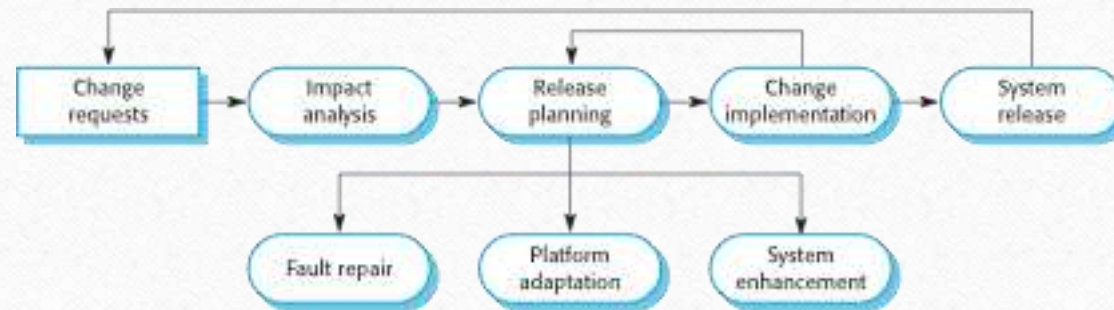 Change
requests
Impact
analysis
Release
planning
Change
implementation
System
release
Fault repair
Platform
adaptation
System
enhancement